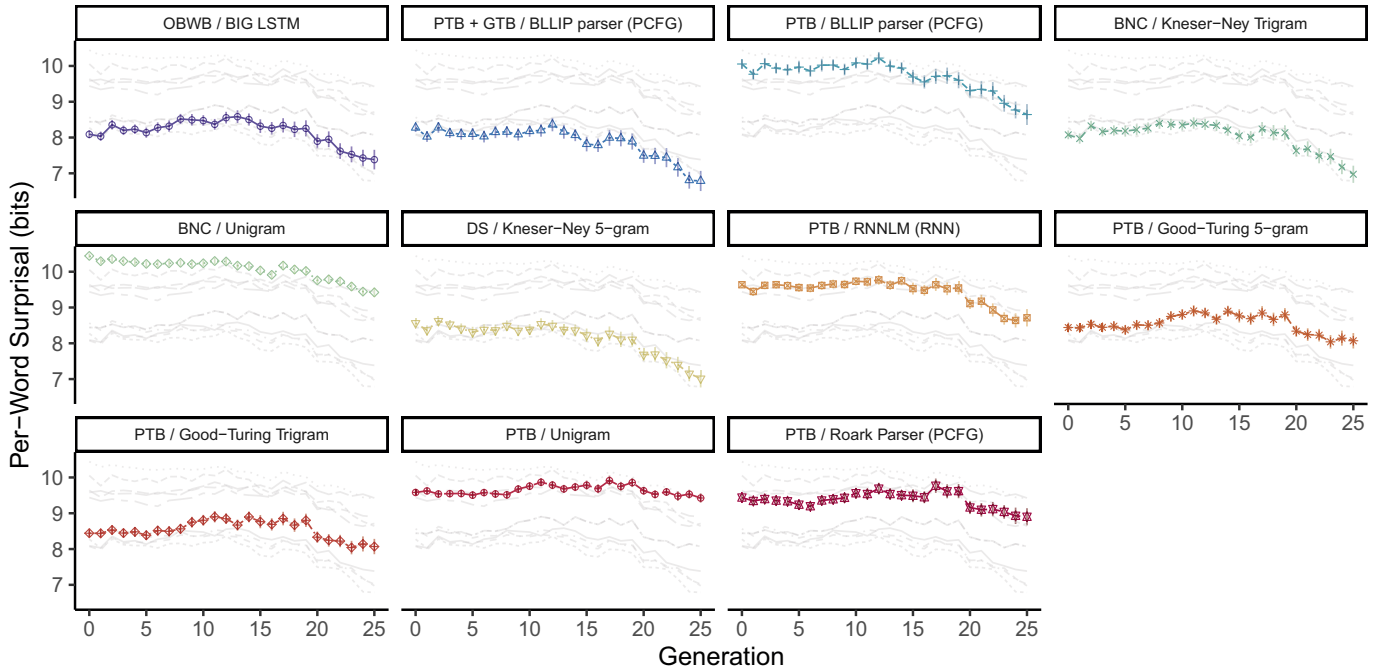 OBWB / BIG LSTM
PTB + GTB / BLLIP parser (PCFG)
PTB / BLLIP parser (PCFG)
BNC / Kneser−Ney Trigram
10
9
8
7
BNC / Unigram
DS / Kneser−Ney 5−gram
PTB / RNNLM (RNN)
PTB / Good−Turing 5−gram
10
9
8
7
0 5 10 15 20 25
PTB / Good−Turing Trigram
PTB / Unigram
PTB / Roark Parser (PCFG)
10
9
8
7
0 5 10 15 20 25
0 5 10 15 20 25
0 5 10 15 20 25
Per−Word Surprisal (bits)
Generation